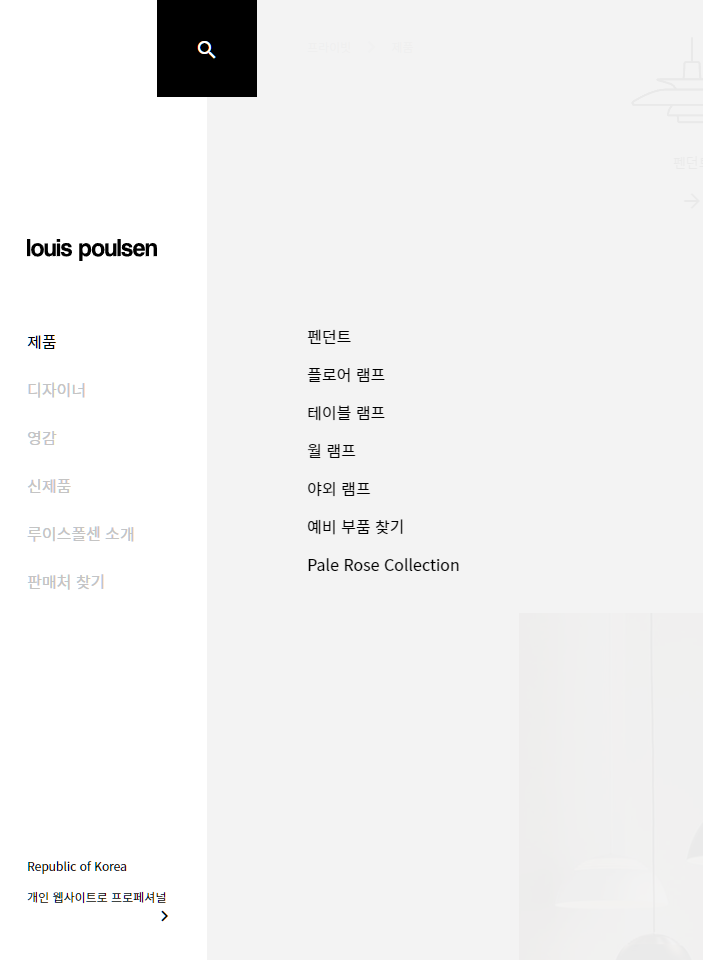 louis poulsen
제품
디자이너
영감
신제품
루이스폴센 소개
판매처 찾기
Republic of Korea
개인 웹사이트로 프로페셔널
펜던트
플로어 램프
테이블 램프
월 램프
야외 램프
예비 부품 찾기
Pale Rose Collection